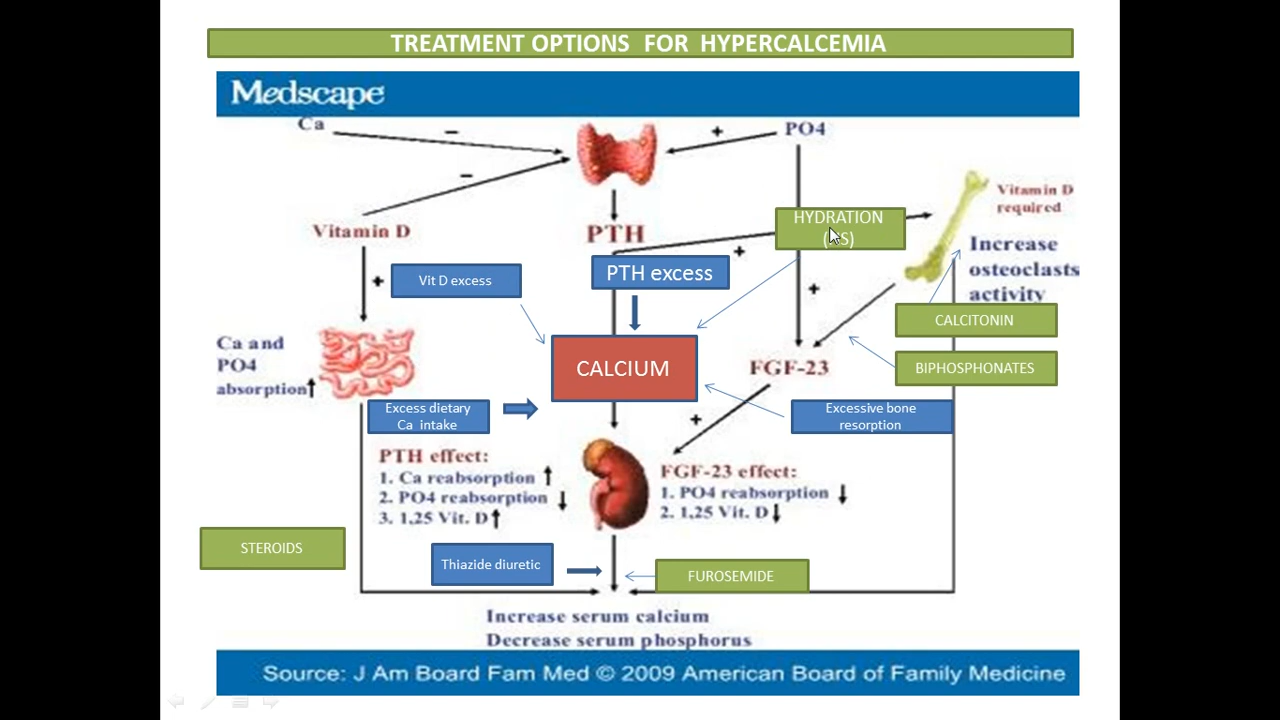 TREATMENT OPTIONS FOR HYPERCALCEMIA
Medscape
Ca
−
+
PO4
−
Vitamin D
required
Vitamin D
PTH
HYDRATION
+
Increase
osteoclasts
activity
+
Vit D excess
PTH excess
+
CALCITONIN
Ca and
PO4
absorption
CALCIUM
FGF-23
BIPHOSPHONATES
Excess dietary
Ca intake
+
Excessive bone
resorption
PTH effect:
1. Ca reabsorption
2. PO4 reabsorption
3. 1,25 Vit. D
FGF-23 effect:
1. PO4 reabsorption
2. 1,25 Vit. D
STEROIDS
Thiazide diuretic
FUROSEMIDE
Increase serum calcium
Decrease serum phosphorus
Source: J Am Board Fam Med © 2009 American Board of Family Medicine